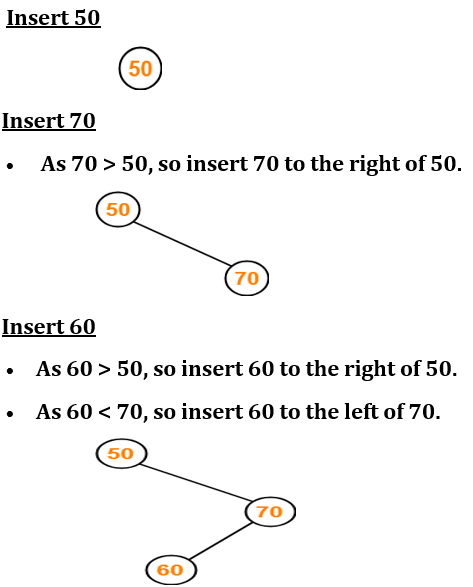 Insert 50
50
Insert 70
• As 70 > 50, so insert 70 to the right of 50.
50
70
Insert 60
• As 60 > 50, so insert 60 to the right of 50.
• As 60 < 70, so insert 60 to the left of 70.
50
70
60